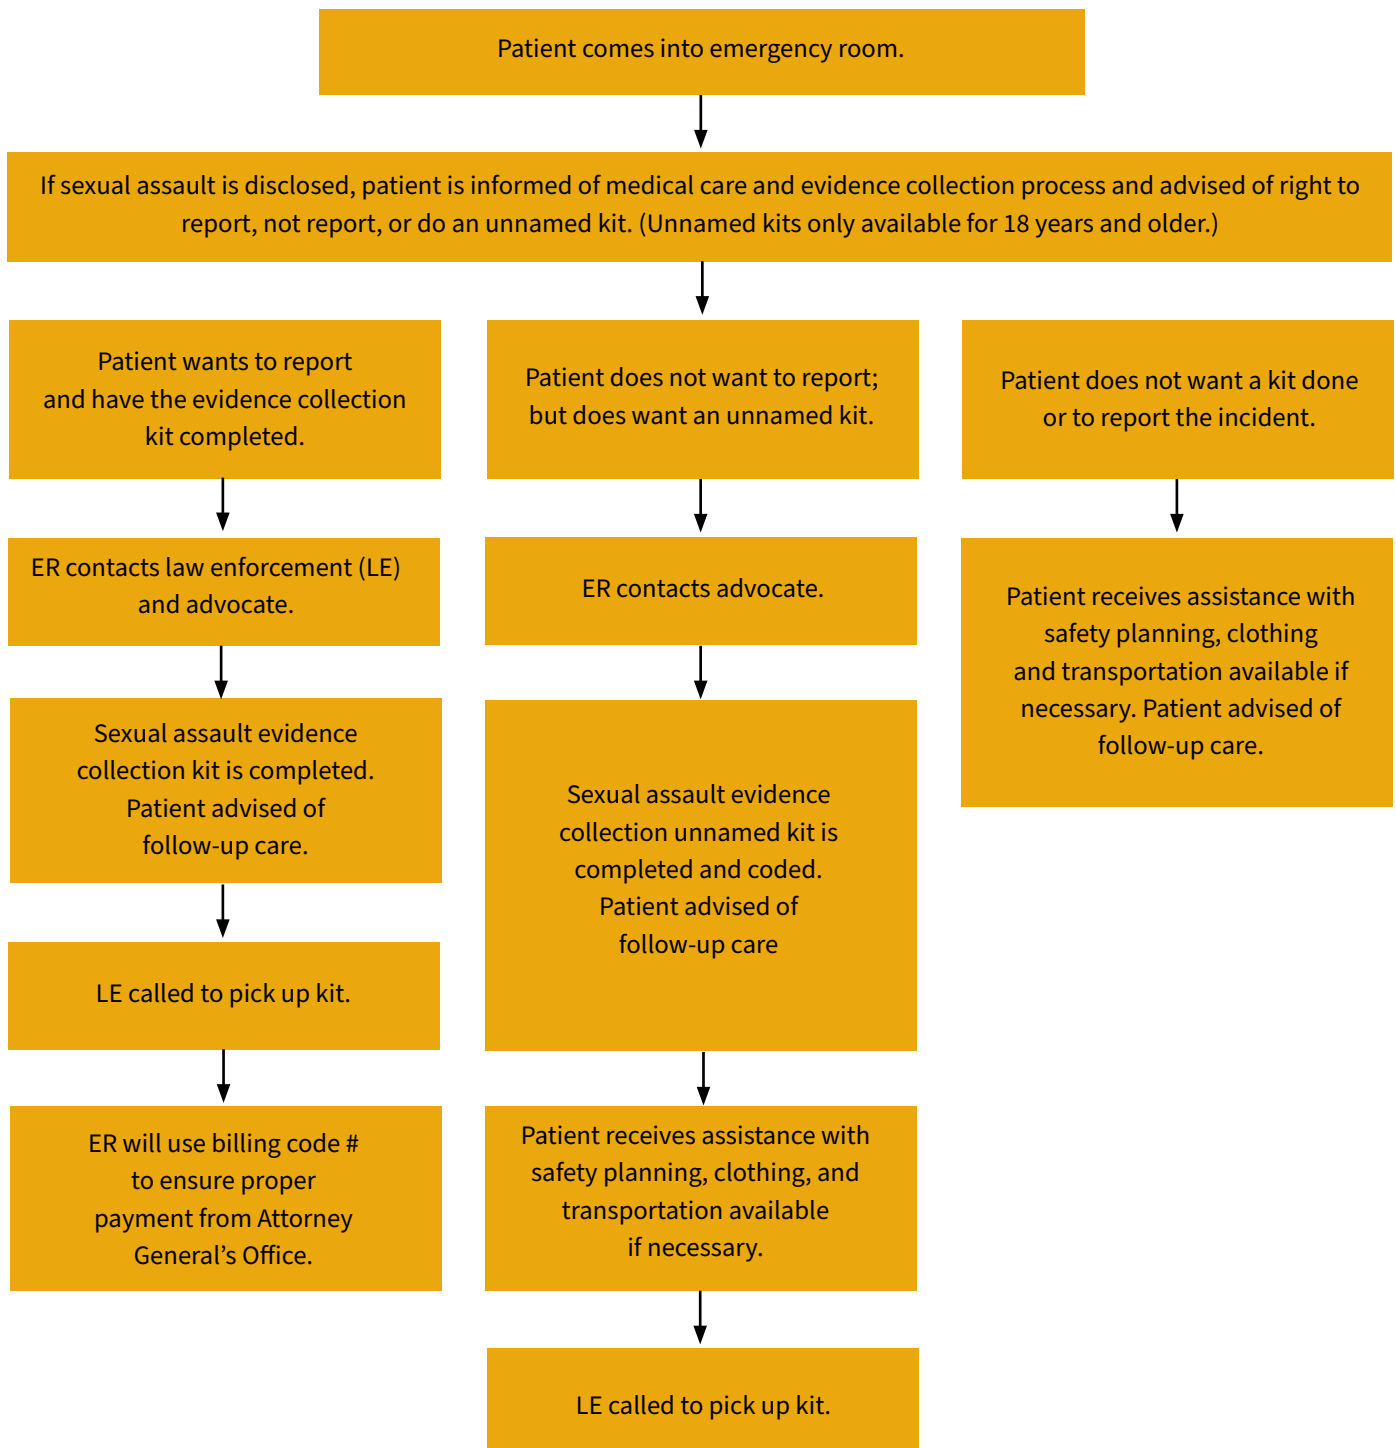 Patient comes into emergency room.
If sexual assault is disclosed, patient is informed of medical care and evidence collection process and advised of right to
report, not report, or do an unnamed kit. (Unnamed kits only available for 18 years and older.)
Patient wants to report
and have the evidence collection
kit completed.
ER contacts law enforcement (LE)
and advocate.
Sexual assault evidence
collection kit is completed.
Patient advised of
follow-up care.
LE called to pick up kit.
ER will use billing code #
to ensure proper
payment from Attorney
General’s Office.
Patient does not want to report;
but does want an unnamed kit.
ER contacts advocate.
Sexual assault evidence
collection unnamed kit is
completed and coded.
Patient advised of
follow-up care
Patient receives assistance with
safety planning, clothing, and
transportation available
if necessary.
LE called to pick up kit.
Patient does not want a kit done
or to report the incident.
Patient receives assistance with
safety planning, clothing
and transportation available if
necessary. Patient advised of
follow-up care.